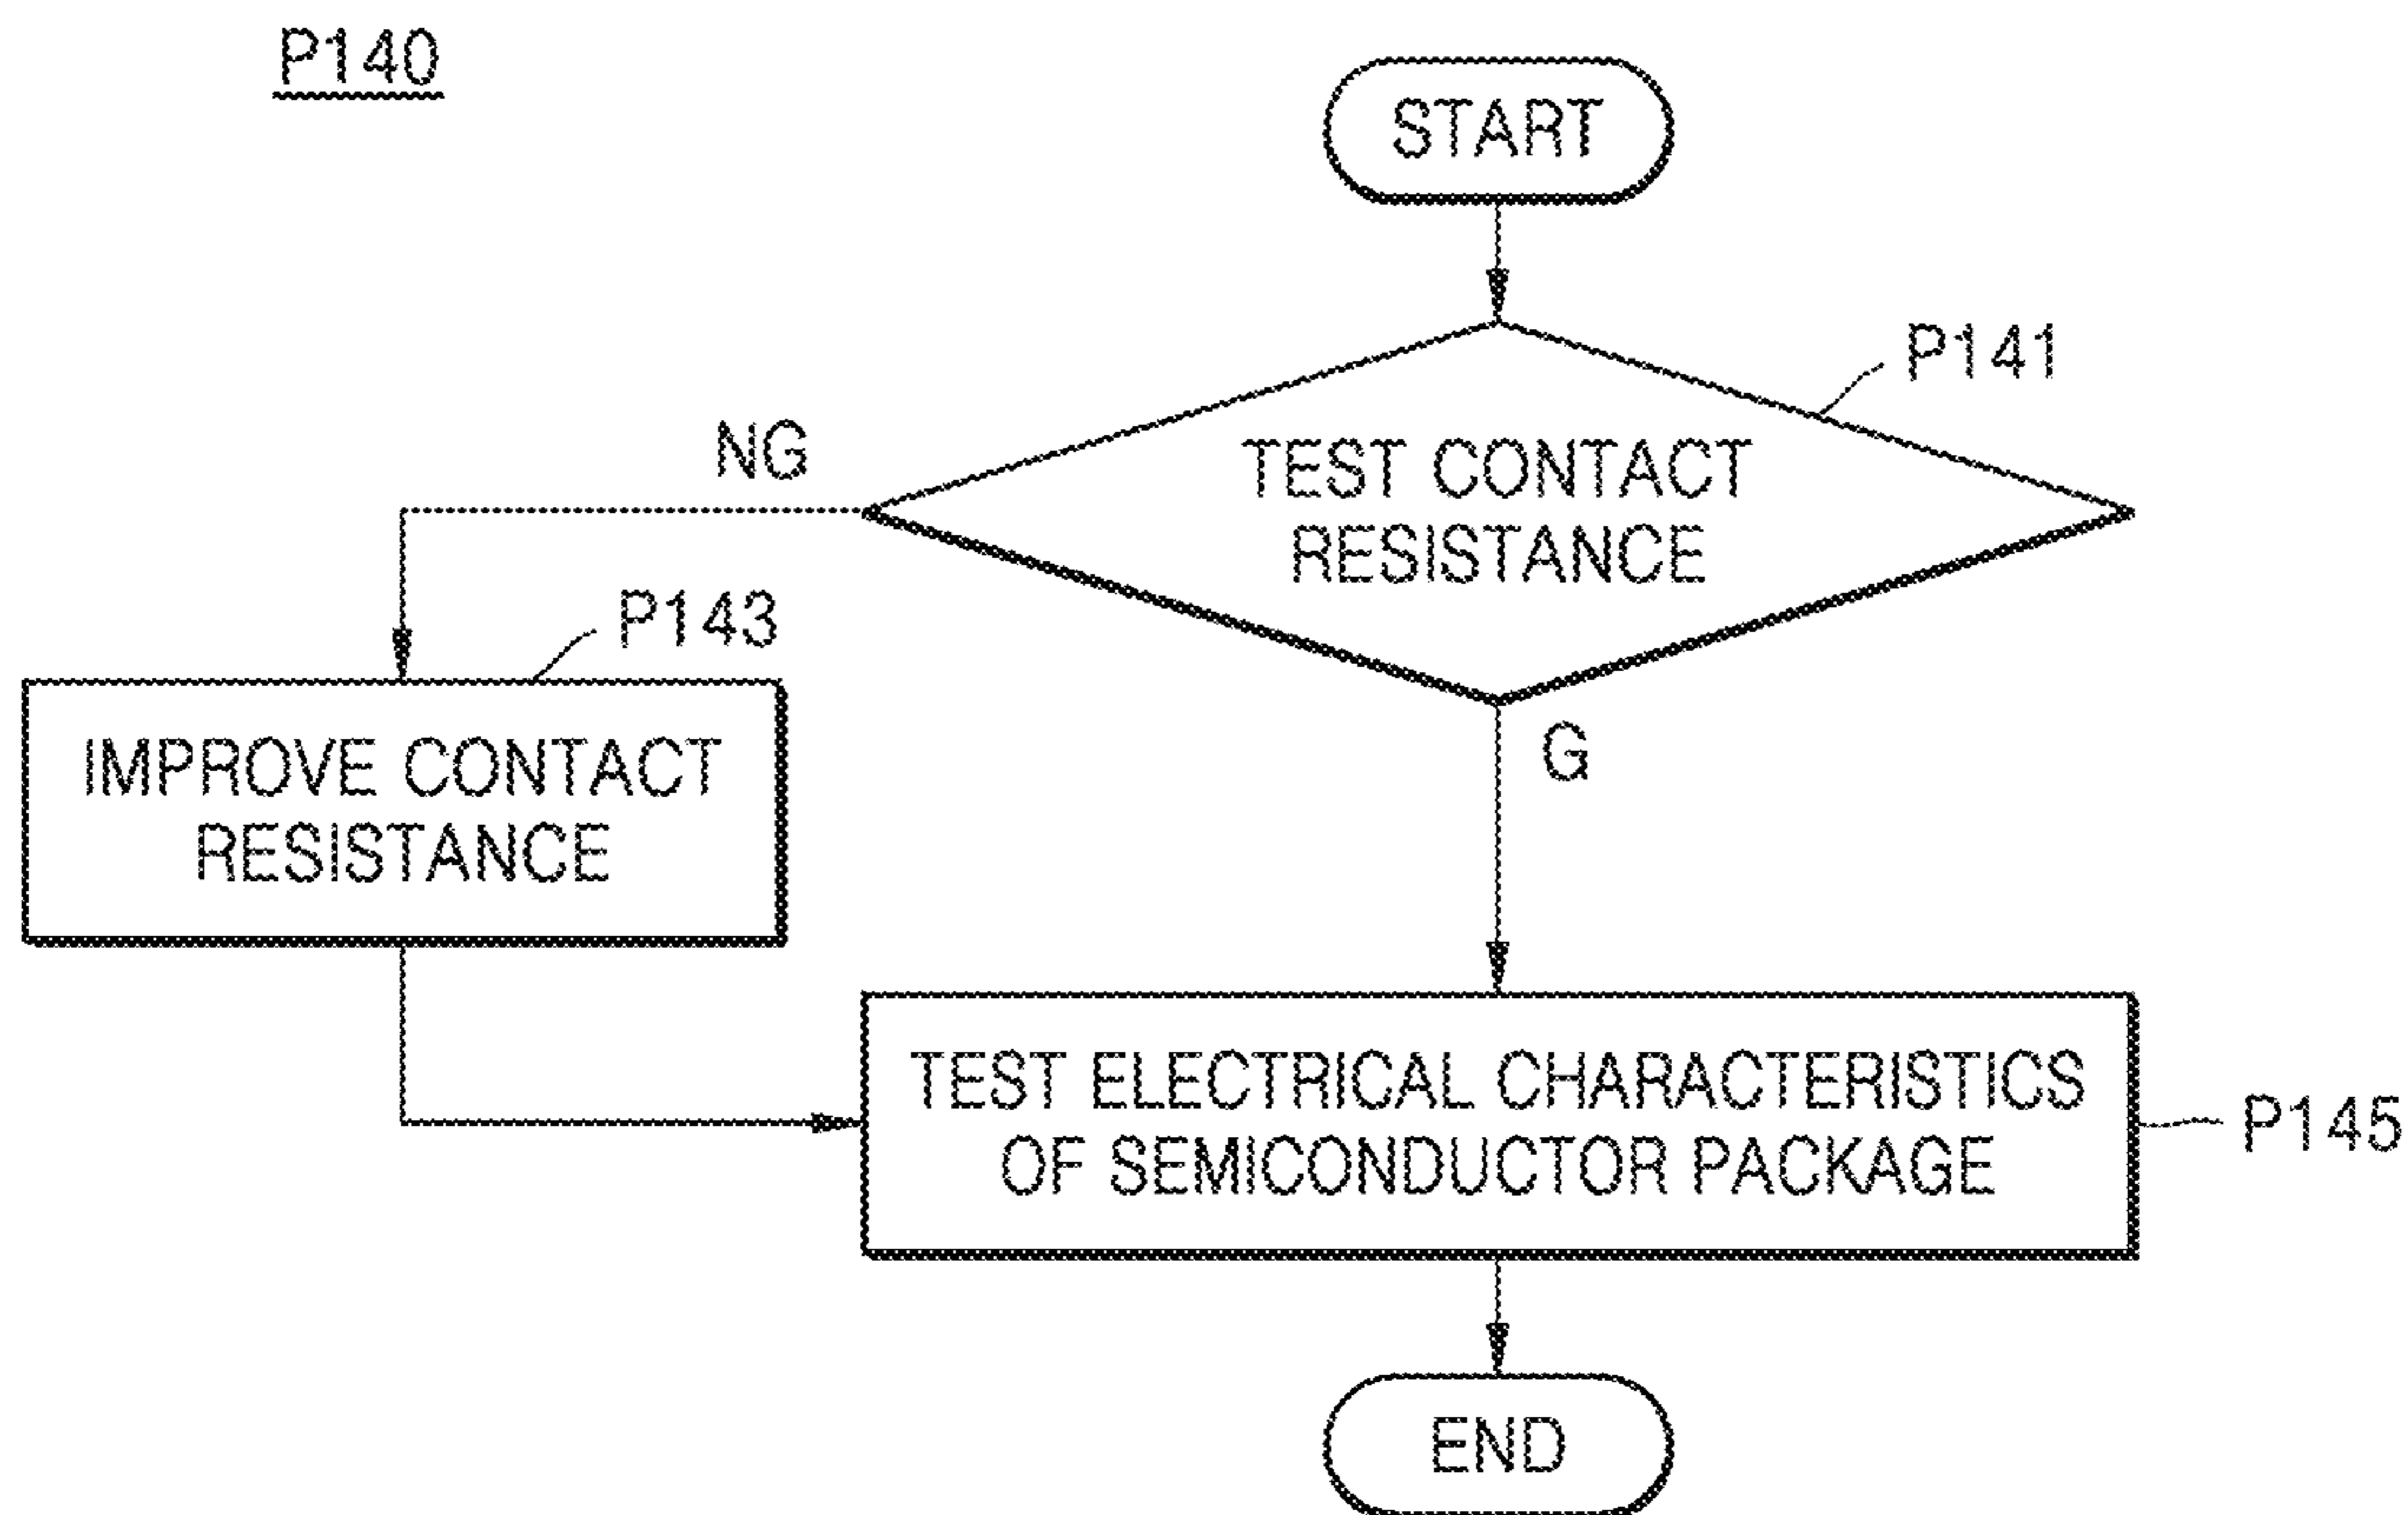 P140
START
P141
TEST CONTACT
RESISTANCE
NG
P143
IMPROVE CONTACT
RESISTANCE
G
TEST ELECTRICAL CHARACTERISTICS
OF SEMICONDUCTOR PACKAGE
P145
END